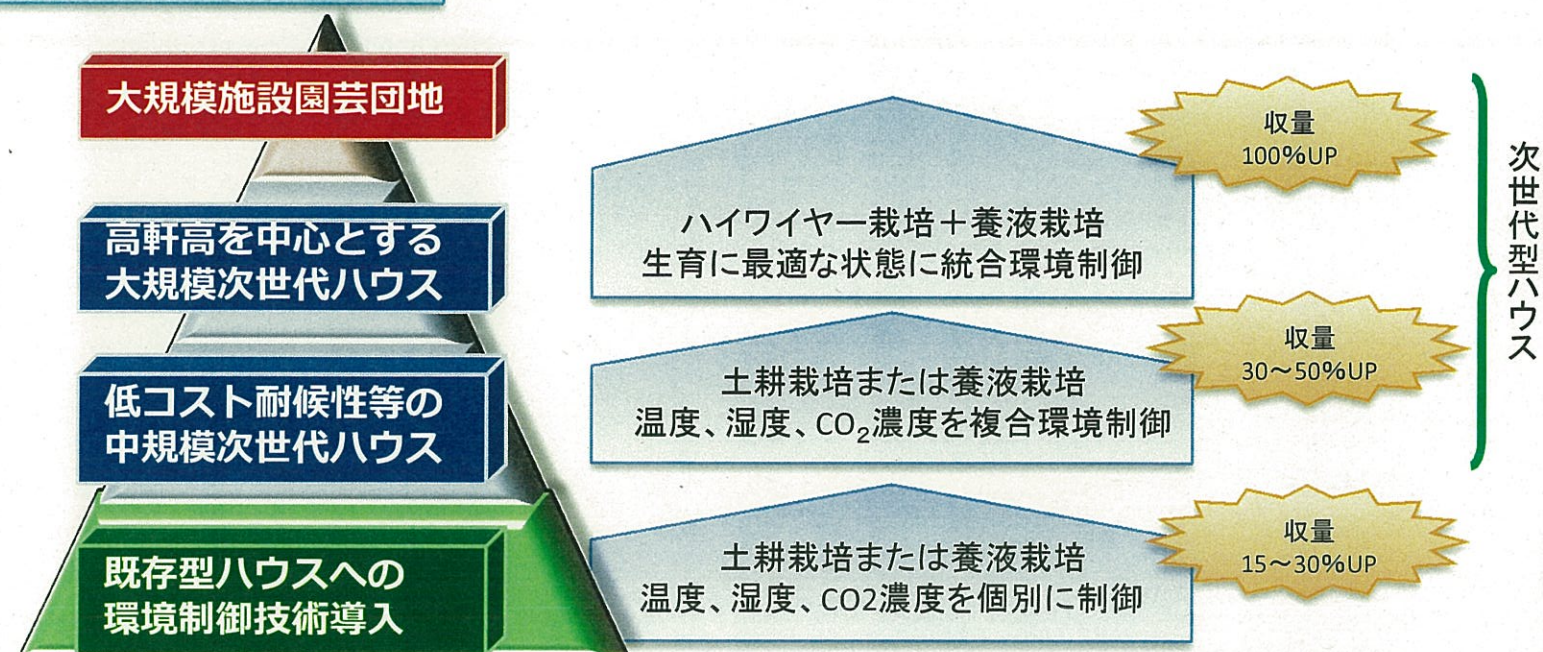 大規模施設園芸団地
高軒高を中心とする
大規模次世代ハウス
低コスト耐候性等の
中規模次世代ハウス
既存型ハウスへの
環境制御技術導入
ハイワイヤー栽培＋養液栽培
生育に最適な状態に統合環境制御
土耕栽培または養液栽培
温度、湿度、CO₂濃度を複合環境制御
土耕栽培または養液栽培
温度、湿度、CO2濃度を個別に制御
収量
100%UP
収量
30～50%UP
収量
15～30%UP
次世代型ハウス